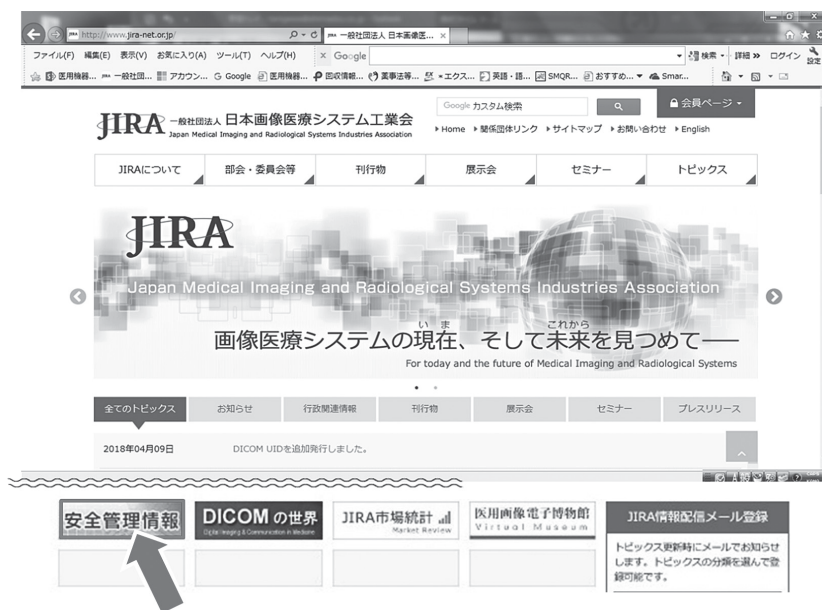 http://www.jira-net.or.jp/
一般社団法人 日本画像医...
ファイル(F) 編集(E) 表示(V) お気に入り(A) ツール(T) ヘルプ(H)
× Google
検索 詳細 ログイン 設定
医用機器... 一般社団... アカウン... G Google 医用機器... 回収情報... 薬事法等... *エクス... 英語・語... SMQR... おすすめ... Smar...
JIRA 一般社団法人 日本画像医療システム工業会
Japan Medical Imaging and Radiological Systems Industries Association
Google カスタム検索
会員ページ
Home 関係団体リンク サイトマップ お問い合わせ English
JIRAについて 部会・委員会等 刊行物 展示会 セミナー トピックス
JIRA
Japan Medical Imaging and Radiological Systems Industries Association
いま これから
画像医療システムの現在、そして未来を見つめて――
For today and the future of Medical Imaging and Radiological Systems
全てのトピックス お知らせ 行政関連情報 刊行物 展示会 セミナー プレスリリース
2018年04月09日 DICOM UIDを追加発行しました。
安全管理情報
DICOM の世界
Digital Imaging & Communication in Medicine
JIRA市場統計
Market Review
医用画像電子博物館
Virtual Museum
JIRA情報配信メール登録
トピックス更新時にメールでお知らせ
します。トピックスの分類を選んで登
録可能です。